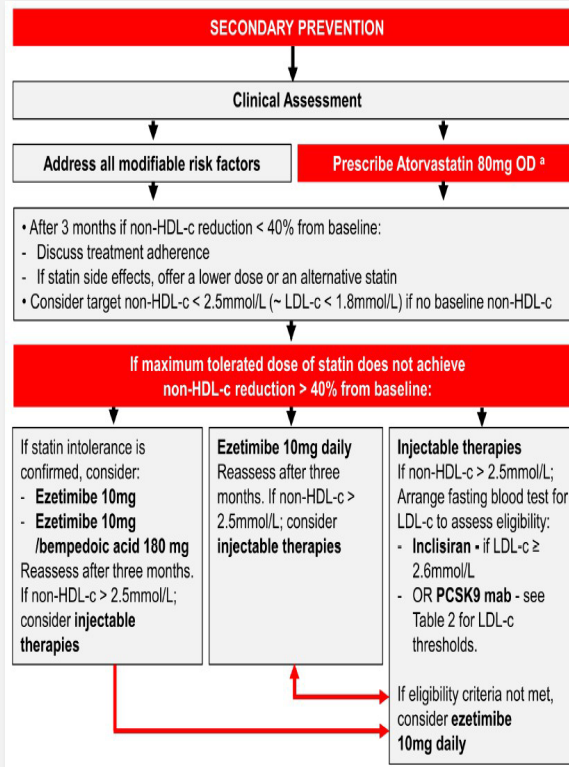 SECONDARY PREVENTION
Clinical Assessment
Address all modifiable risk factors
Prescribe Atorvastatin 80mg OD ᵃ
• After 3 months if non-HDL-c reduction < 40% from baseline:
- Discuss treatment adherence
- If statin side effects, offer a lower dose or an alternative statin
• Consider target non-HDL-c < 2.5mmol/L (~ LDL-c < 1.8mmol/L) if no baseline non-HDL-c
If maximum tolerated dose of statin does not achieve
non-HDL-c reduction > 40% from baseline:
If statin intolerance is
confirmed, consider:
- Ezetimibe 10mg
- Ezetimibe 10mg
/bempedoic acid 180 mg
Reassess after three months.
If non-HDL-c > 2.5mmol/L;
consider injectable
therapies
Ezetimibe 10mg daily
Reassess after three
months. If non-HDL-c >
2.5mmol/L; consider
injectable therapies
Injectable therapies
If non-HDL-c > 2.5mmol/L;
Arrange fasting blood test for
LDL-c to assess eligibility:
- Inclisiran - if LDL-c ≥
2.6mmol/L
- OR PCSK9 mab - see
Table 2 for LDL-c
thresholds.
If eligibility criteria not met,
consider ezetimibe
10mg daily